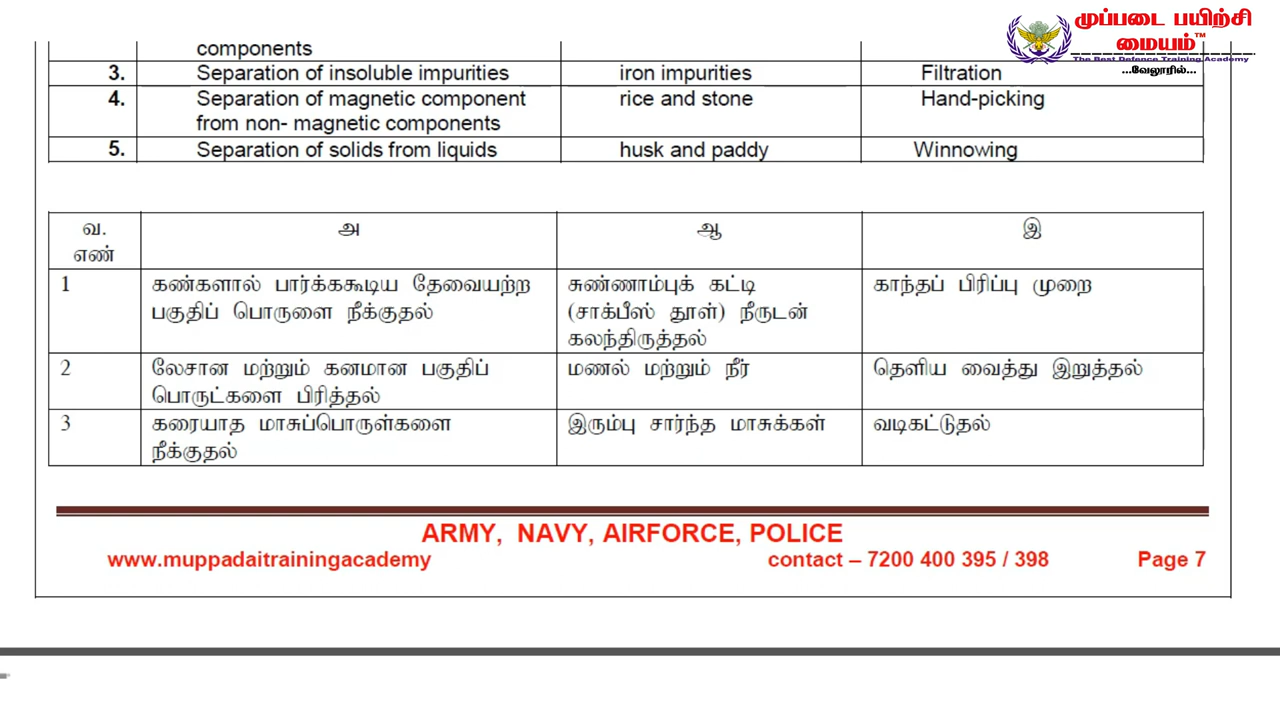 முப்படை பயிற்சி
மையம்™
The Best Defence Training Academy
...வேலூரில்...
components
3. Separation of insoluble impurities iron impurities Filtration
4. Separation of magnetic component rice and stone Hand-picking
from non- magnetic components
5. Separation of solids from liquids husk and paddy Winnowing
வ. அ ஆ இ
எண்
1 கண்களால் பார்க்ககூடிய தேவையற்ற சுண்ணாம்புக் கட்டி காந்தப் பிரிப்பு முறை
பகுதிப் பொருளை நீக்குதல் (சாக்பீஸ் தூள்) நீருடன்
கலந்திருத்தல்
2 லேசான மற்றும் கனமான பகுதிப் மணல் மற்றும் நீர் தெளிய வைத்து இறுத்தல்
பொருட்களை பிரித்தல்
3 கரையாத மாசுப்பொருள்களை இரும்பு சார்ந்த மாசுக்கள் வடிகட்டுதல்
நீக்குதல்
ARMY, NAVY, AIRFORCE, POLICE
www.muppadaitrainingacademy contact – 7200 400 395 / 398 Page 7